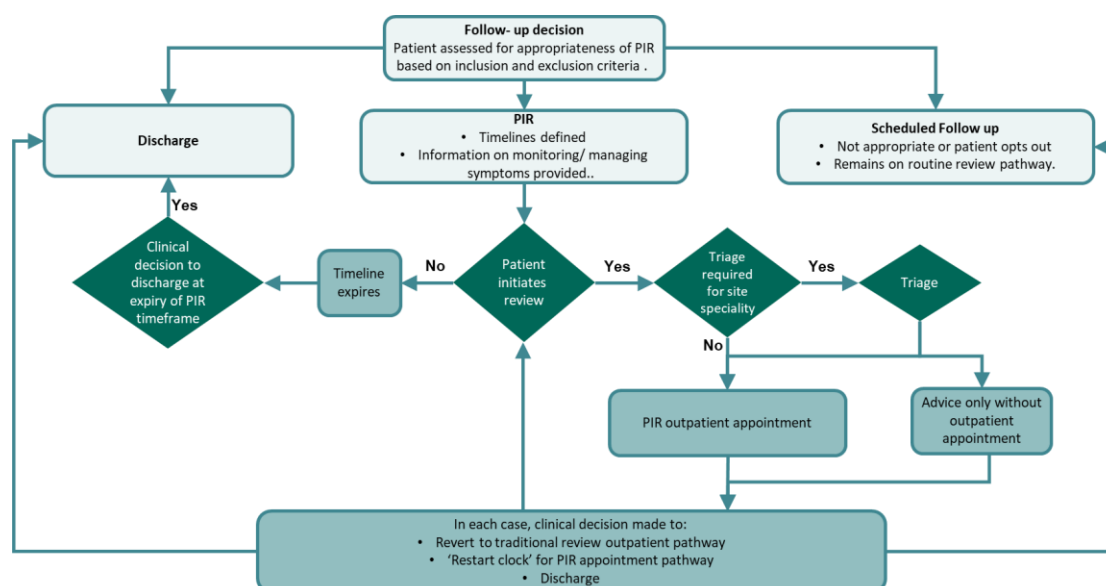 Follow- up decision
Patient assessed for appropriateness of PIR
based on inclusion and exclusion criteria .
Discharge
PIR
• Timelines defined
• Information on monitoring/ managing
symptoms provided..
Scheduled Follow up
• Not appropriate or patient opts out
• Remains on routine review pathway.
Yes
Clinical
decision to
discharge at
expiry of PIR
timeframe
Timeline
expires
No
Patient
initiates
review
Yes
Triage
required
for site
speciality
Yes
Triage
No
PIR outpatient appointment
Advice only without
outpatient
appointment
In each case, clinical decision made to:
• Revert to traditional review outpatient pathway
• ‘Restart clock’ for PIR appointment pathway
• Discharge